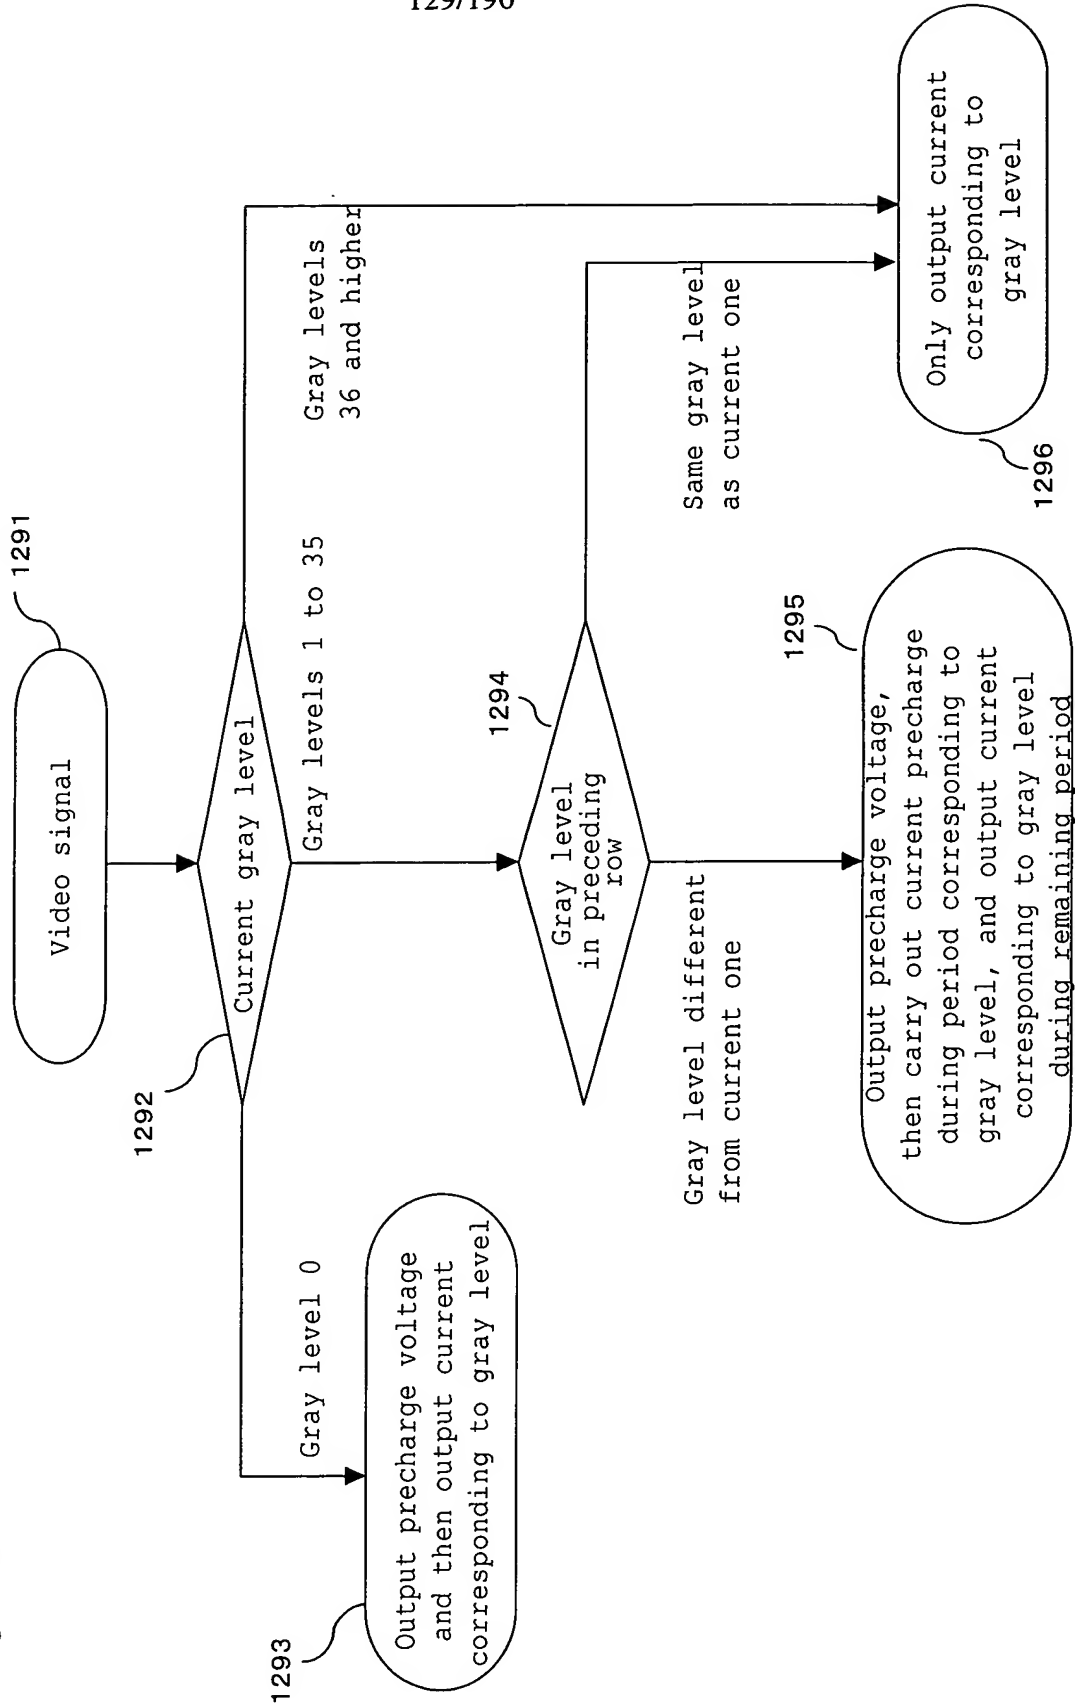 129/190
Video signal
1291
1292
Current gray level
Gray level 0
Gray levels 1 to 35
Gray levels
36 and higher
1293
Output precharge voltage
and then output current
corresponding to gray level
1294
Gray level
in preceding
row
Gray level different
from current one
Same gray level
as current one
1295
Output precharge voltage,
then carry out current precharge
during period corresponding to
gray level, and output current
corresponding to gray level
during remaining period
1296
Only output current
corresponding to
gray level